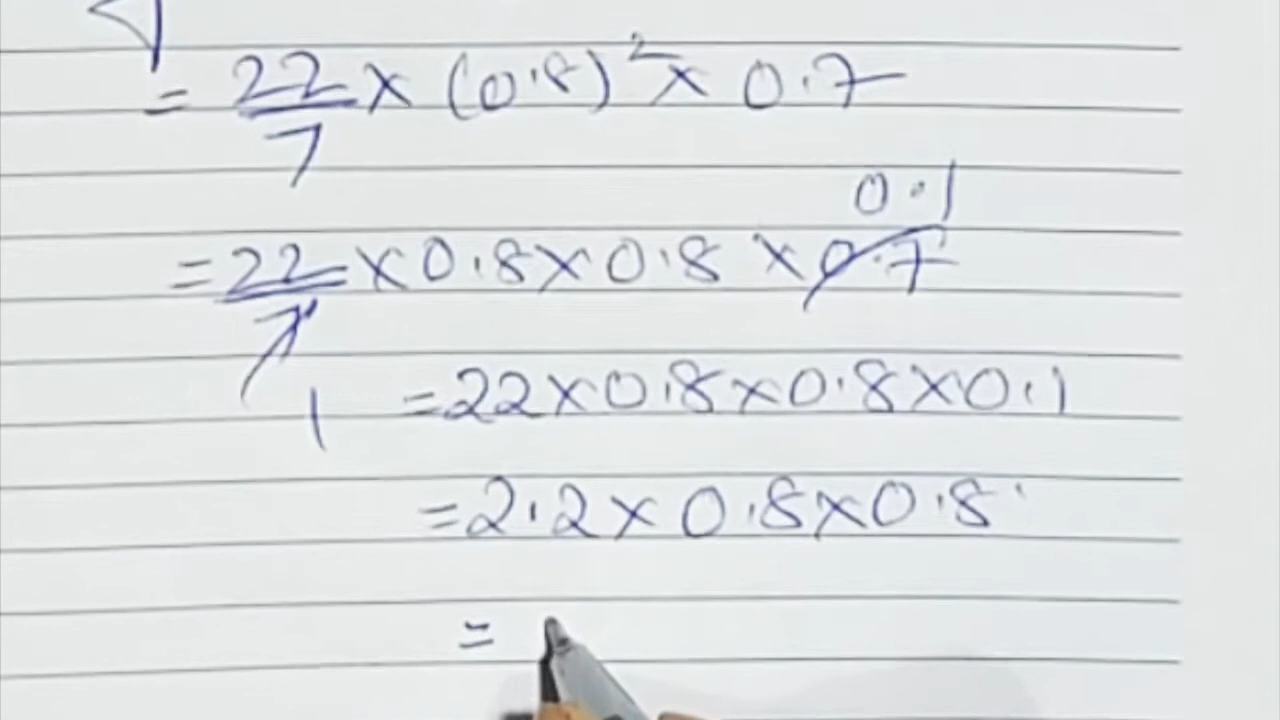 = 22/7 × (0.8)² × 0.7
0.1
= 22/7 × 0.8 × 0.8 × 0.7
1 = 22 × 0.8 × 0.8 × 0.1
= 2.2 × 0.8 × 0.8
=